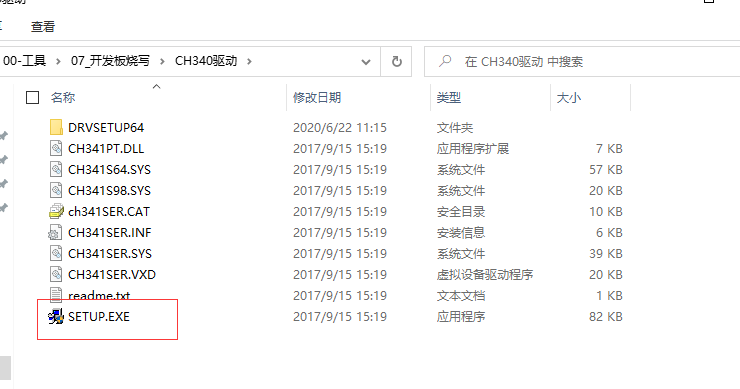 查看
00-工具 > 07_开发板烧写 > CH340驱动 >
在 CH340驱动 中搜索
名称 修改日期 类型 大小
DRVSETUP64 2020/6/22 11:15 文件夹
CH341PT.DLL 2017/9/15 15:19 应用程序扩展 7 KB
CH341S64.SYS 2017/9/15 15:19 系统文件 57 KB
CH341S98.SYS 2017/9/15 15:19 系统文件 20 KB
ch341SER.CAT 2017/9/15 15:19 安全目录 10 KB
CH341SER.INF 2017/9/15 15:19 安装信息 6 KB
CH341SER.SYS 2017/9/15 15:19 系统文件 39 KB
CH341SER.VXD 2017/9/15 15:19 虚拟设备驱动程序 20 KB
readme.txt 2017/9/15 15:19 文本文档 1 KB
SETUP.EXE 2017/9/15 15:19 应用程序 82 KB